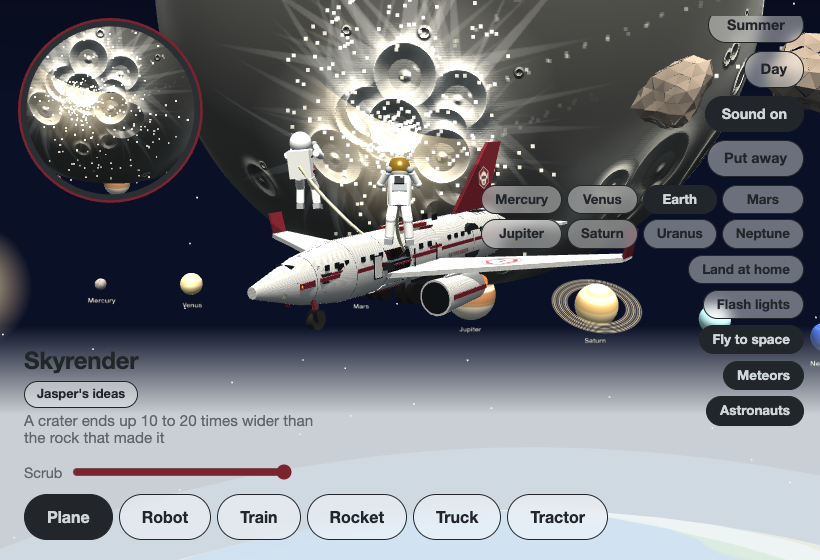 Summer
Day
Sound on
Put away
Mercury Venus Earth Mars
Jupiter Saturn Uranus Neptune
Land at home
Flash lights
Fly to space
Meteors
Astronauts
Mercury
Venus
Mars
Jupiter
Saturn
Skyrender
Jasper's ideas
A crater ends up 10 to 20 times wider than
the rock that made it
Scrub
Plane Robot Train Rocket Truck Tractor